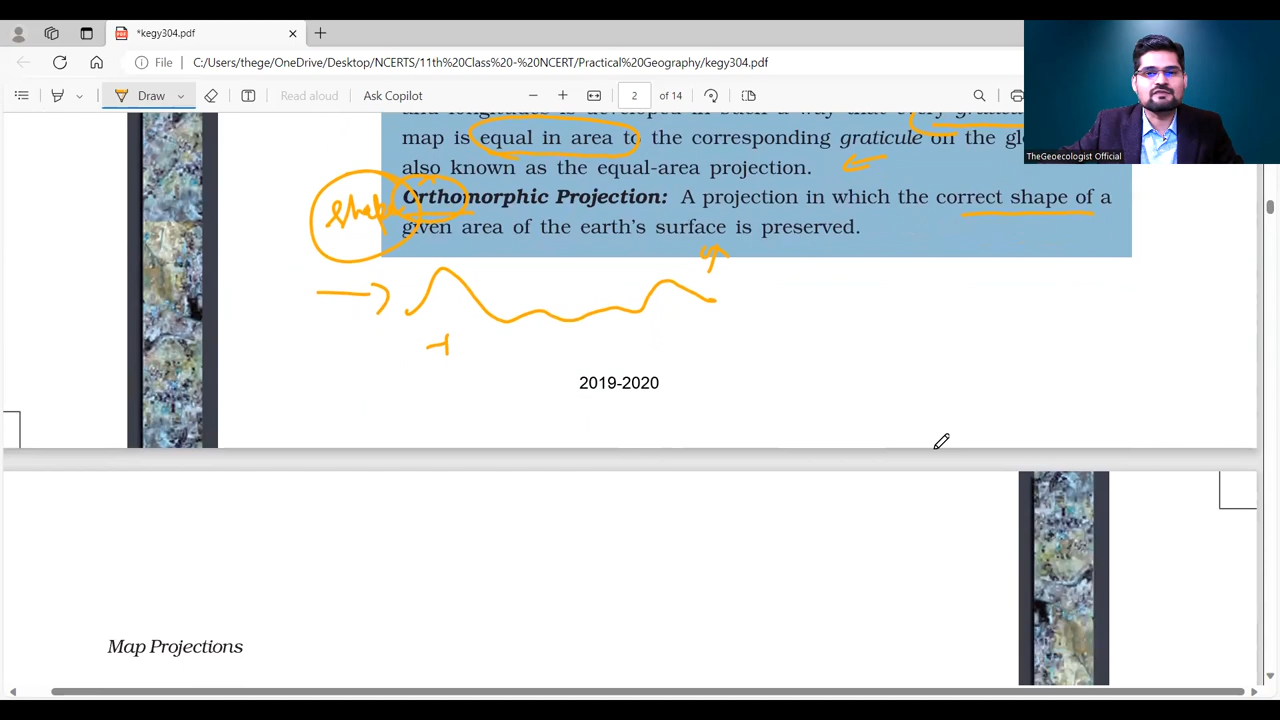 *kegy304.pdf
File C:/Users/thege/OneDrive/Desktop/NCERTS/11th%20Class%20-%20NCERT/Practical%20Geography/kegy304.pdf
Draw Read aloud Ask Copilot 2 of 14
TheGeoecologist Official
map is equal in area to the corresponding graticule on the
also known as the equal-area projection.
Orthomorphic Projection: A projection in which the correct shape of a
shape
given area of the earth's surface is preserved.
2019-2020
Map Projections